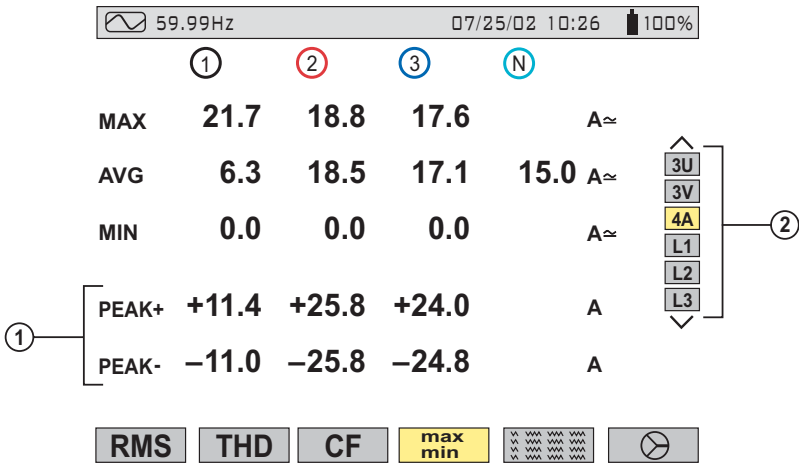 59.99Hz 07/25/02 10:26 100%
1 2 3 N
MAX 21.7 18.8 17.6 A≃
AVG 6.3 18.5 17.1 15.0 A≃
MIN 0.0 0.0 0.0 A≃
PEAK+ +11.4 +25.8 +24.0 A
PEAK- –11.0 –25.8 –24.8 A
1
3U
3V
4A
L1
L2
L3
2
RMS THD CF max min